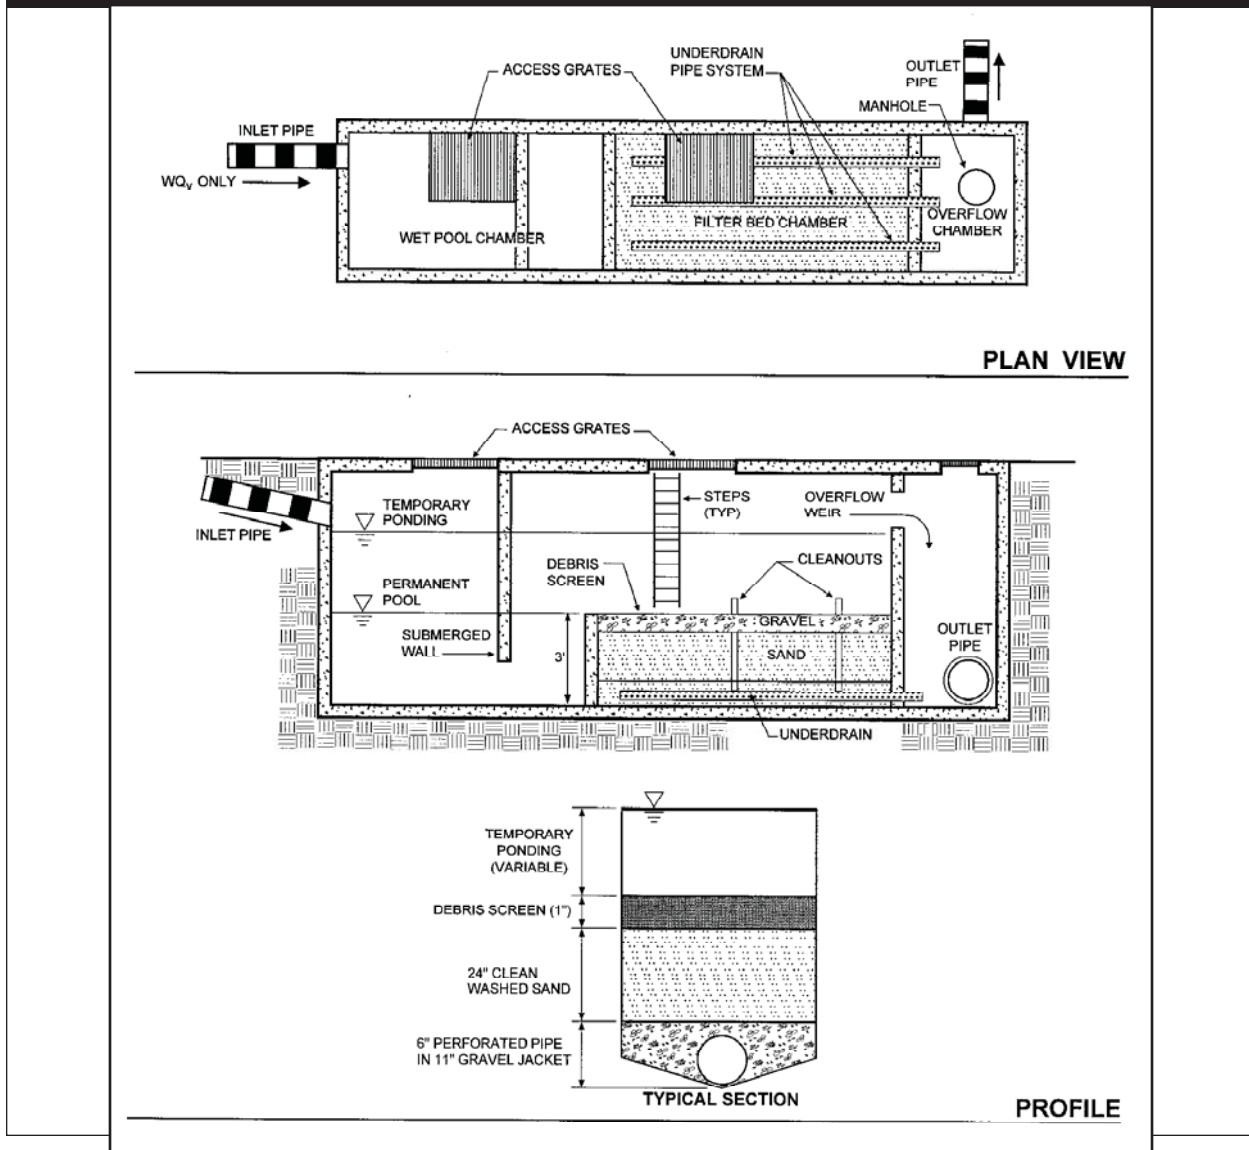 UNDERDRAIN
PIPE SYSTEM
ACCESS GRATES
OUTLET
PIPE
MANHOLE
INLET PIPE
WQv ONLY
FILTER BED CHAMBER
OVERFLOW
CHAMBER
WET POOL CHAMBER
PLAN VIEW
ACCESS GRATES
TEMPORARY
PONDING
STEPS
(TYP)
OVERFLOW
WEIR
INLET PIPE
CLEANOUTS
DEBRIS
SCREEN
PERMANENT
POOL
GRAVEL
SUBMERGED
WALL
3'
SAND
OUTLET
PIPE
UNDERDRAIN
TEMPORARY
PONDING
(VARIABLE)
DEBRIS SCREEN (1")
24" CLEAN
WASHED SAND
6" PERFORATED PIPE
IN 11" GRAVEL JACKET
TYPICAL SECTION
PROFILE